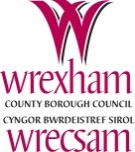 wrexham
COUNTY BOROUGH COUNCIL
CYNGOR BWRDEISTREF SIROL
wrecsam